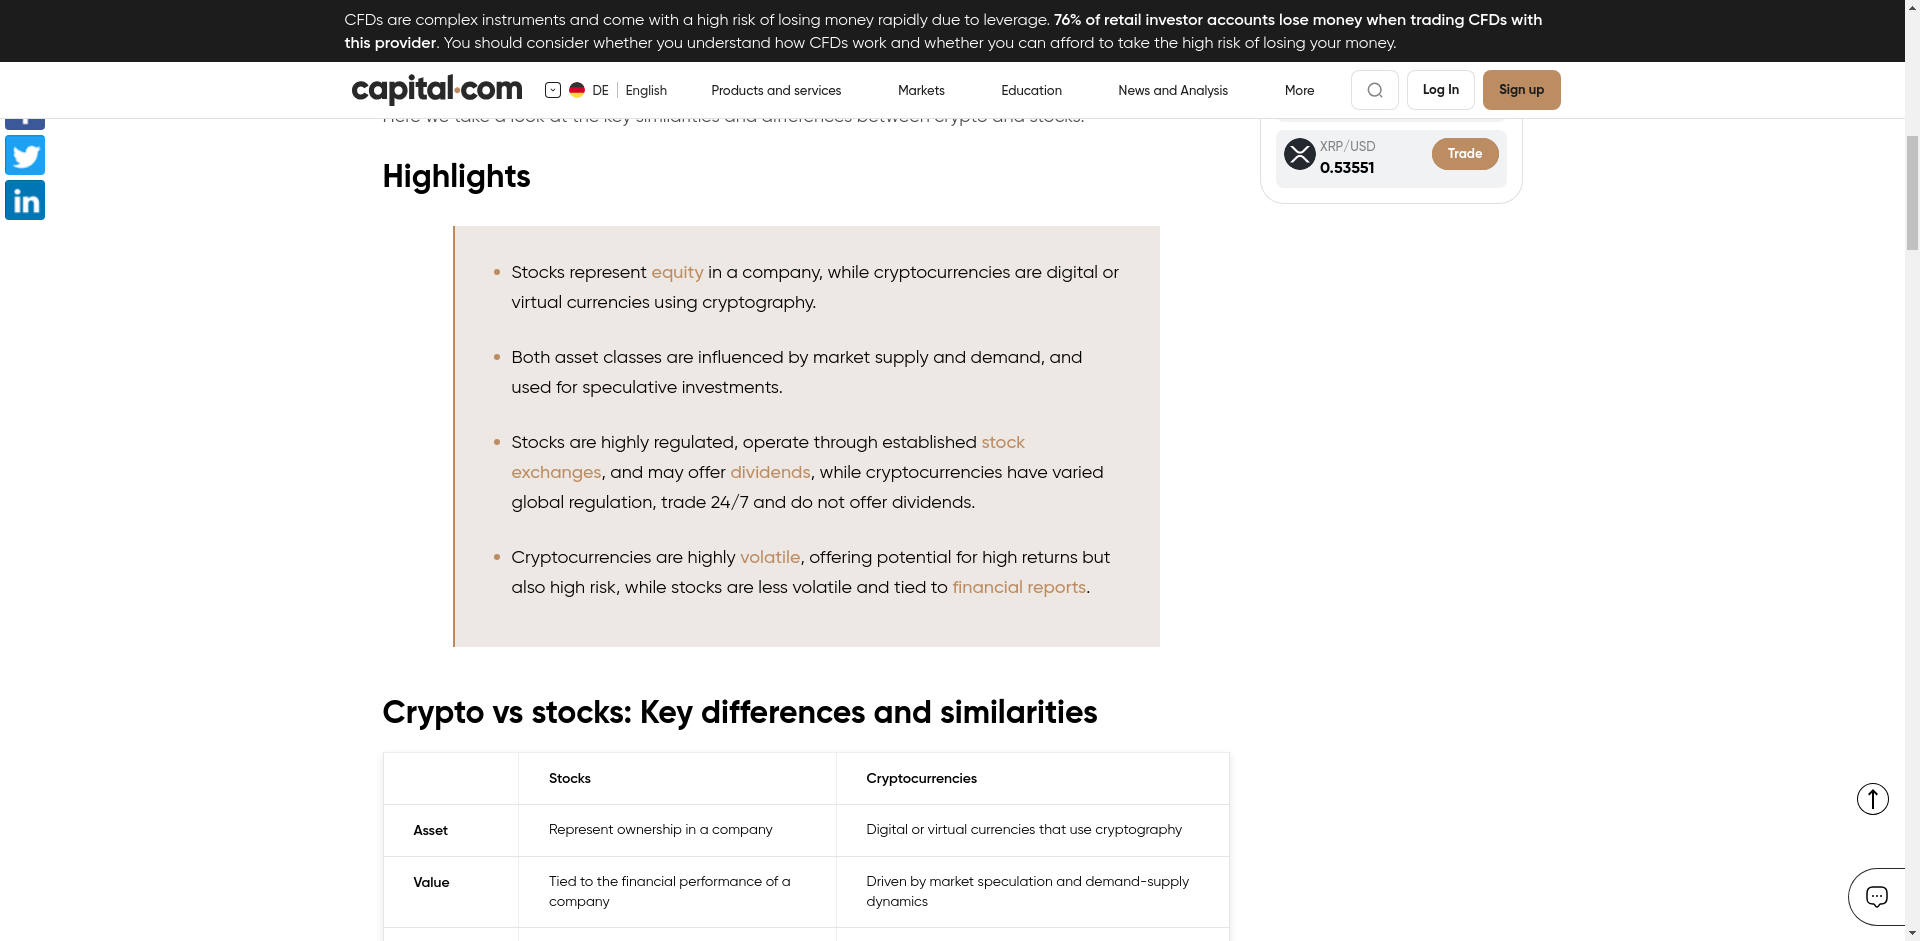 CFDs are complex instruments and come with a high risk of losing money rapidly due to leverage. 76% of retail investor accounts lose money when trading CFDs with
this provider. You should consider whether you understand how CFDs work and whether you can afford to take the high risk of losing your money.
capital.com
DE
English
Products and services
Markets
Education
News and Analysis
More
Log In
Sign up
Here we take a look at the key similarities and differences between crypto and stocks.
XRP/USD
0.53551
Trade
in
Highlights
Stocks represent equity in a company, while cryptocurrencies are digital or
virtual currencies using cryptography.
Both asset classes are influenced by market supply and demand, and
used for speculative investments.
Stocks are highly regulated, operate through established stock
exchanges, and may offer dividends, while cryptocurrencies have varied
global regulation, trade 24/7 and do not offer dividends.
Cryptocurrencies are highly volatile, offering potential for high returns but
also high risk, while stocks are less volatile and tied to financial reports.
Crypto vs stocks: Key differences and similarities
Stocks
Cryptocurrencies
Asset
Represent ownership in a company
Digital or virtual currencies that use cryptography
Value
Tied to the financial performance of a
company
Driven by market speculation and demand-supply
dynamics